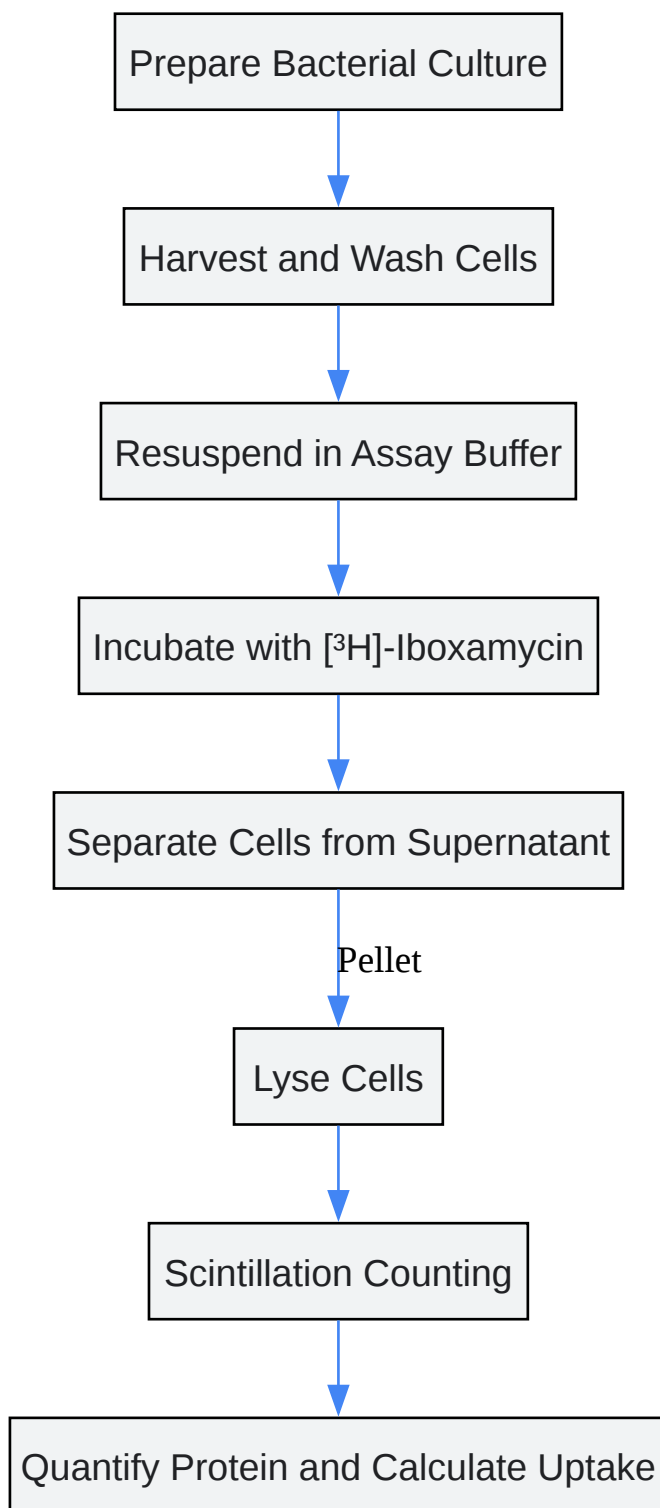 Prepare Bacterial Culture
Harvest and Wash Cells
Resuspend in Assay Buffer
Incubate with [³H]-Iboxamycin
Separate Cells from Supernatant
Pellet
Lyse Cells
Scintillation Counting
Quantify Protein and Calculate Uptake